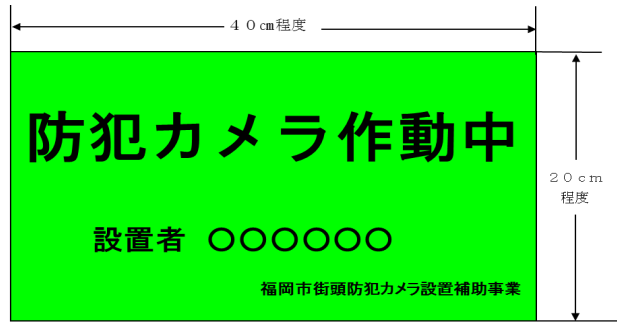 ４０㎝程度
防犯カメラ作動中
２０ｃｍ
程度
設置者 〇〇〇〇〇〇
福岡市街頭防犯カメラ設置補助事業